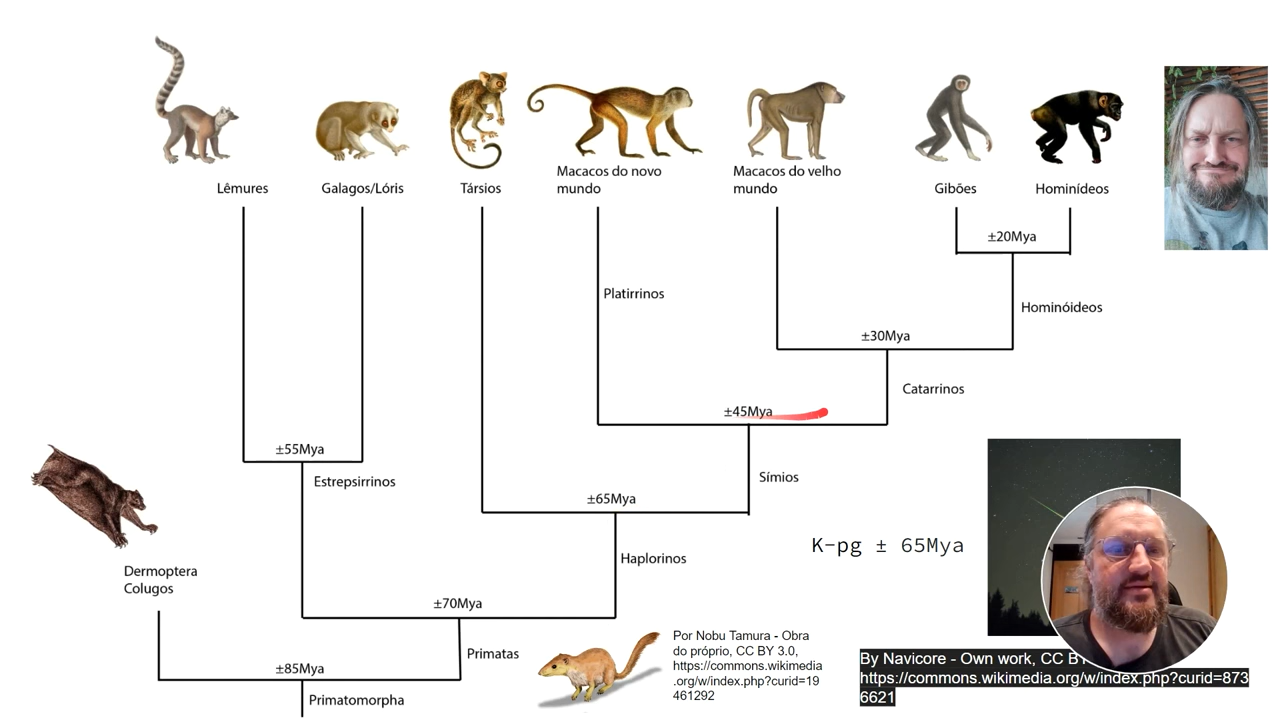 Lêmures
Galagos/Lóris
Társios
Macacos do novo
mundo
Macacos do velho
mundo
Gibões
Hominídeos
±20Mya
Platirrinos
Hominóideos
±30Mya
Catarrinos
±45Mya
±55Mya
Estrepsirrinos
Símios
±65Mya
K-pg ± 65Mya
Haplorinos
Dermoptera
Colugos
±70Mya
Primatas
±85Mya
Primatomorpha
Por Nobu Tamura - Obra
do próprio, CC BY 3.0,
https://commons.wikimedia
.org/w/index.php?curid=19
461292
By Navicore - Own work, CC BY
https://commons.wikimedia.org/w/index.php?curid=873
6621